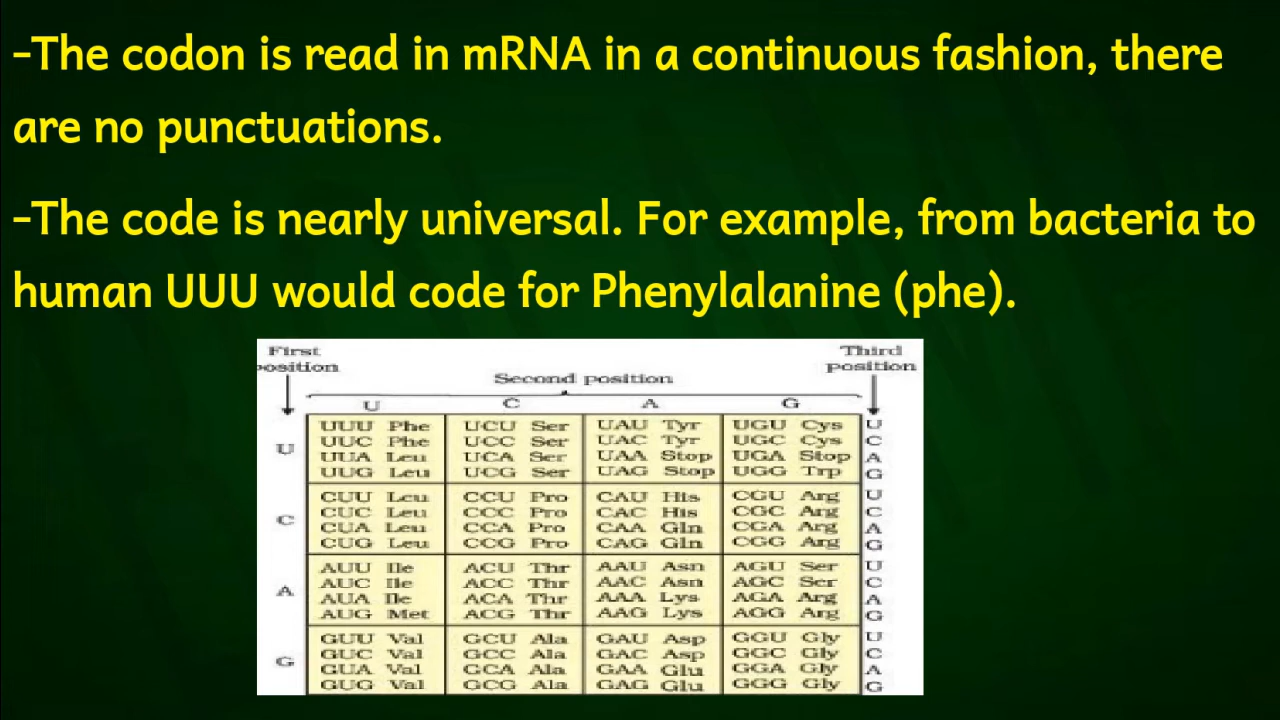 -The codon is read in mRNA in a continuous fashion, there
are no punctuations.
-The code is nearly universal. For example, from bacteria to
human UUU would code for Phenylalanine (phe).
First Third
position position
Second position
U C A G
UUU Phe UCU Ser UAU Tyr UGU Cys U
UUC Phe UCC Ser UAC Tyr UGC Cys C
U
UUA Leu UCA Ser UAA Stop UGA Stop A
UUG Leu UCG Ser UAG Stop UGG Trp G
CUU Leu CCU Pro CAU His CGU Arg U
CUC Leu CCC Pro CAC His CGC Arg C
C
CUA Leu CCA Pro CAA Gln CGA Arg A
CUG Leu CCG Pro CAG Gln CGG Arg G
AUU Ile ACU Thr AAU Asn AGU Ser U
AUC Ile ACC Thr AAC Asn AGC Ser C
A
AUA Ile ACA Thr AAA Lys AGA Arg A
AUG Met ACG Thr AAG Lys AGG Arg G
GUU Val GCU Ala GAU Asp GGU Gly U
GUC Val GCC Ala GAC Asp GGC Gly C
G
GUA Val GCA Ala GAA Glu GGA Gly A
GUG Val GCG Ala GAG Glu GGG Gly G